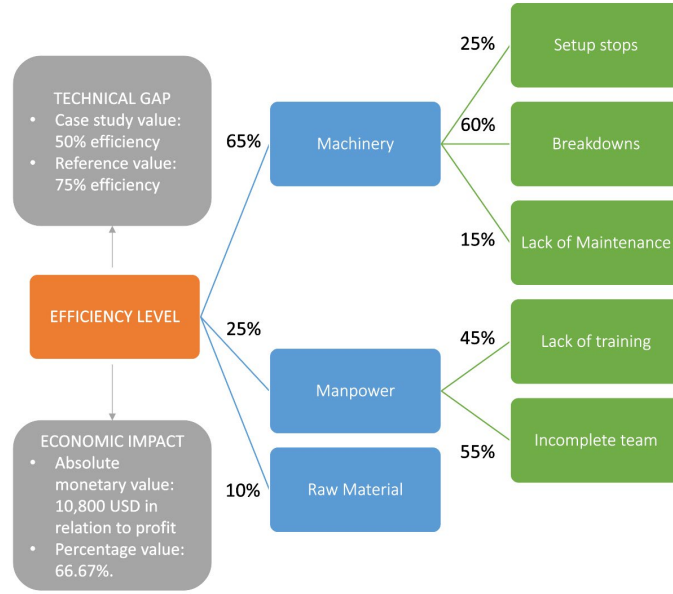 TECHNICAL GAP
• Case study value:
50% efficiency
• Reference value:
75% efficiency
EFFICIENCY LEVEL
ECONOMIC IMPACT
• Absolute
monetary value:
10,800 USD in
relation to profit
• Percentage value:
66.67%.
65%
Machinery
25%
Manpower
10%
Raw Material
25%
Setup stops
60%
Breakdowns
15%
Lack of Maintenance
45%
Lack of training
55%
Incomplete team